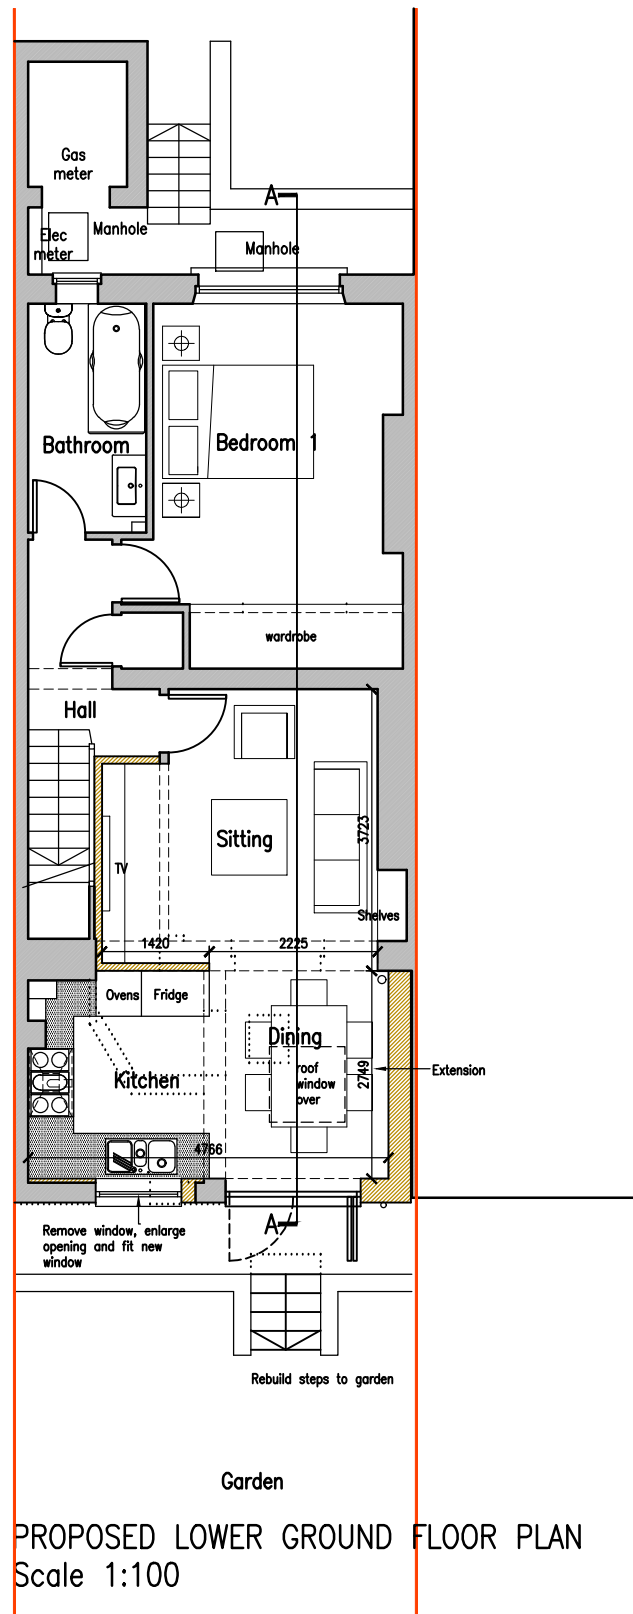 Gas
meter
A
Manhole
Elec
meter
Manhole
Bathroom
Bedroom 1
wardrobe
Hall
3723
Sitting
TV
Shelves
1420
2225
Ovens
Fridge
Dining
Kitchen
roof
window
over
2749
Extension
4766
A
Remove window, enlarge
opening and fit new
window
Rebuild steps to garden
Garden
PROPOSED LOWER GROUND FLOOR PLAN
Scale 1:100